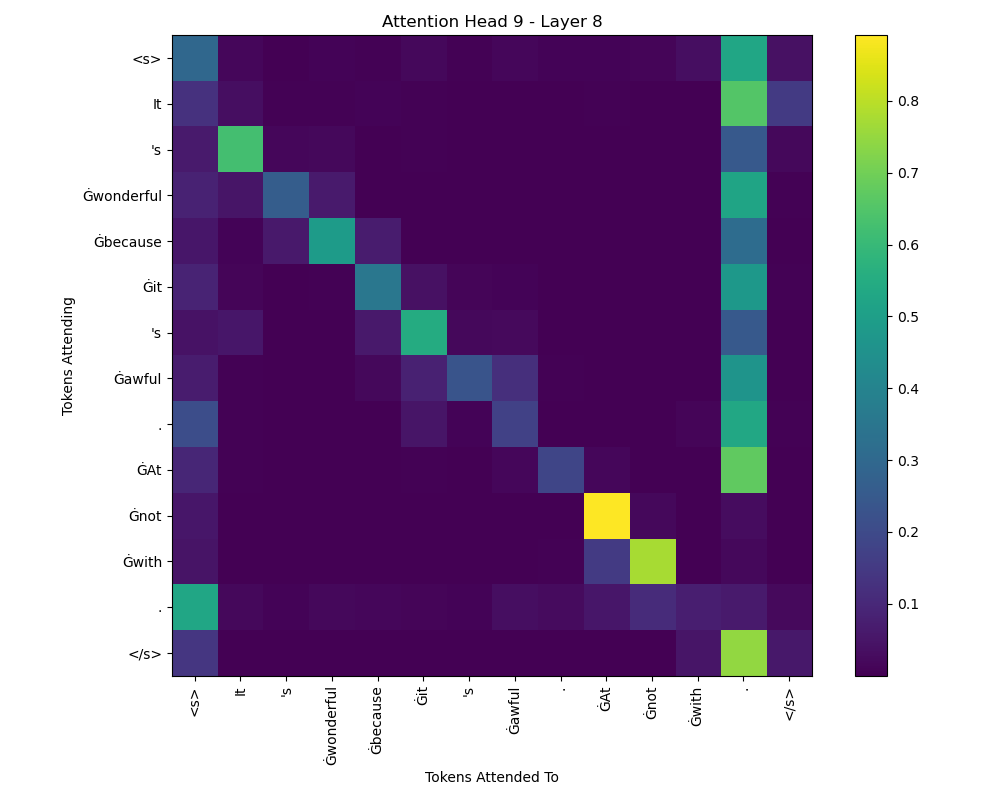 Attention Head 9 - Layer 8
<s>
It
's
Ġwonderful
Ġbecause
Ġit
's
Ġawful
.
ĠAt
Ġnot
Ġwith
.
</s>
Tokens Attending
<s>
It
's
Ġwonderful
Ġbecause
Ġit
's
Ġawful
.
ĠAt
Ġnot
Ġwith
.
</s>
Tokens Attended To
0.8
0.7
0.6
0.5
0.4
0.3
0.2
0.1